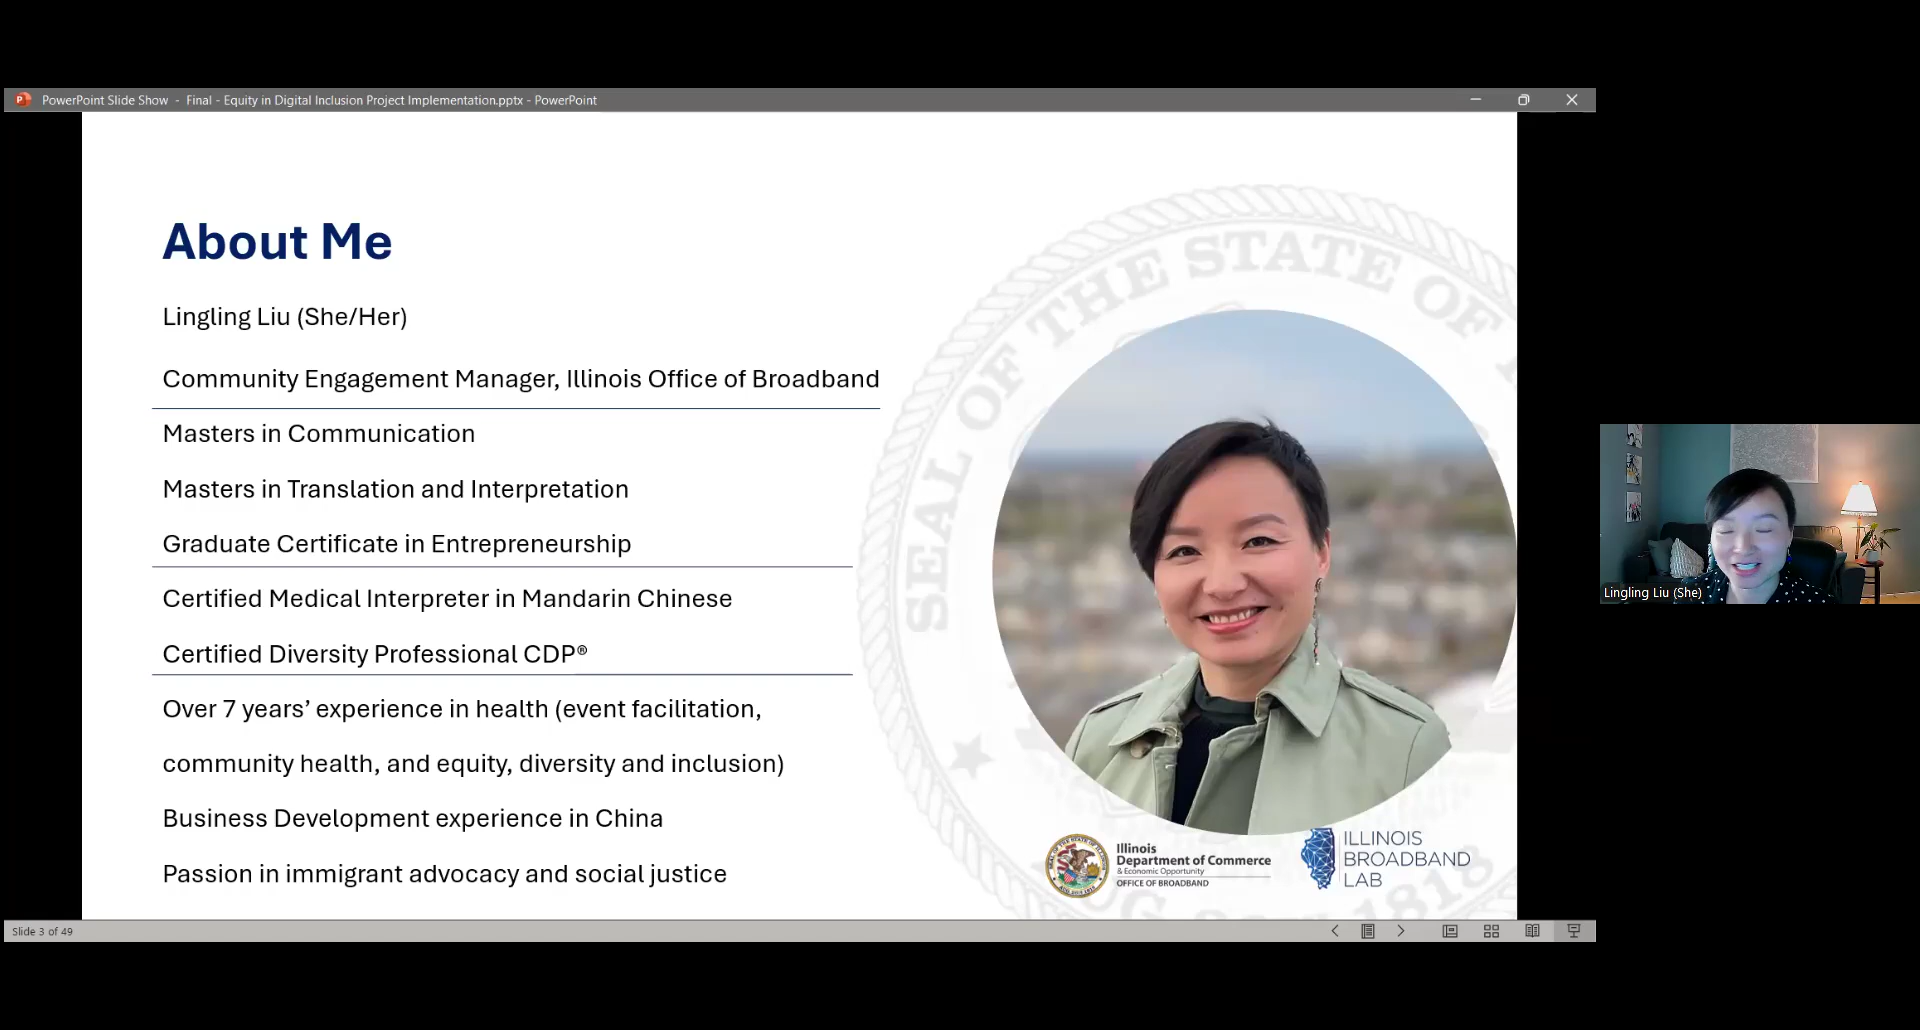 PowerPoint Slide Show - Final - Equity in Digital Inclusion Project Implementation.pptx - PowerPoint
About Me
Lingling Liu (She/Her)
Community Engagement Manager, Illinois Office of Broadband
Masters in Communication
Masters in Translation and Interpretation
Graduate Certificate in Entrepreneurship
Certified Medical Interpreter in Mandarin Chinese
Certified Diversity Professional CDP®
Over 7 years’ experience in health (event facilitation,
community health, and equity, diversity and inclusion)
Business Development experience in China
Passion in immigrant advocacy and social justice
SEAL OF THE STATE OF
1818
Illinois
Department of Commerce
& Economic Opportunity
OFFICE OF BROADBAND
ILLINOIS
BROADBAND
LAB
Lingling Liu (She)
Slide 3 of 49